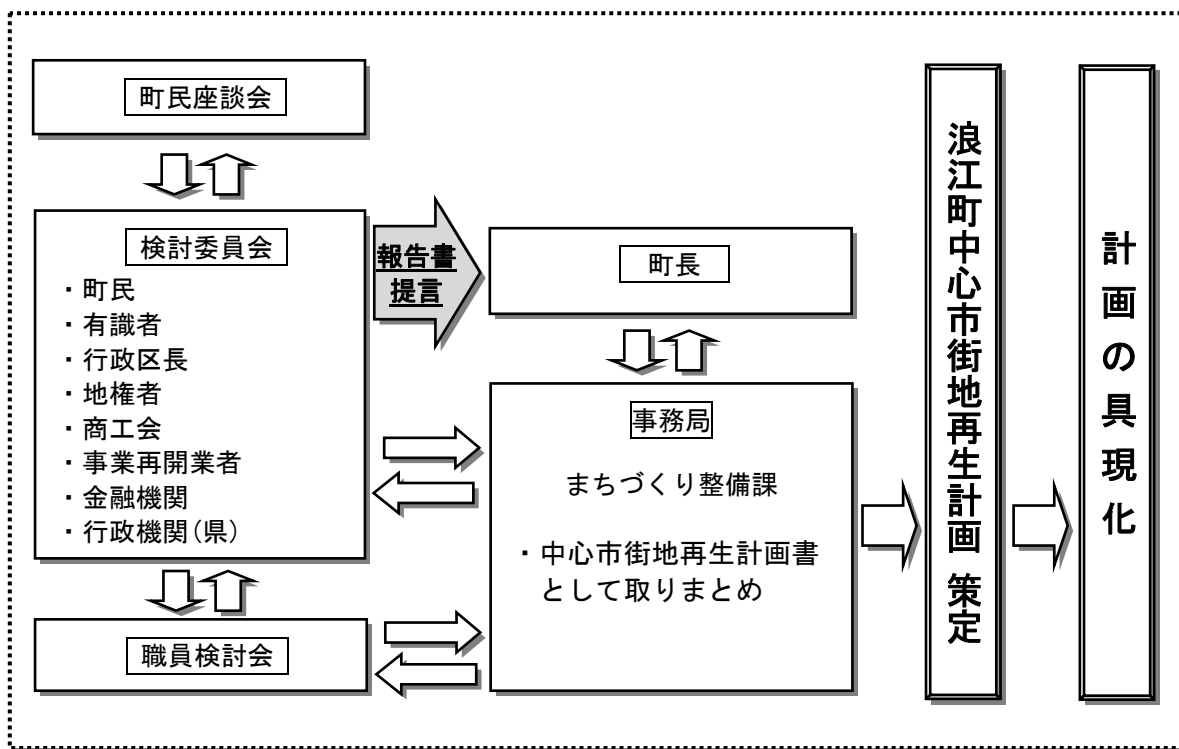 町民座談会
検討委員会
・町民
・有識者
・行政区長
・地権者
・商工会
・事業再開業者
・金融機関
・行政機関(県)
職員検討会
報告書
提言
町長
事務局
まちづくり整備課
・中心市街地再生計画書
として取りまとめ
浪江町中心市街地再生計画 策定
計画の具現化